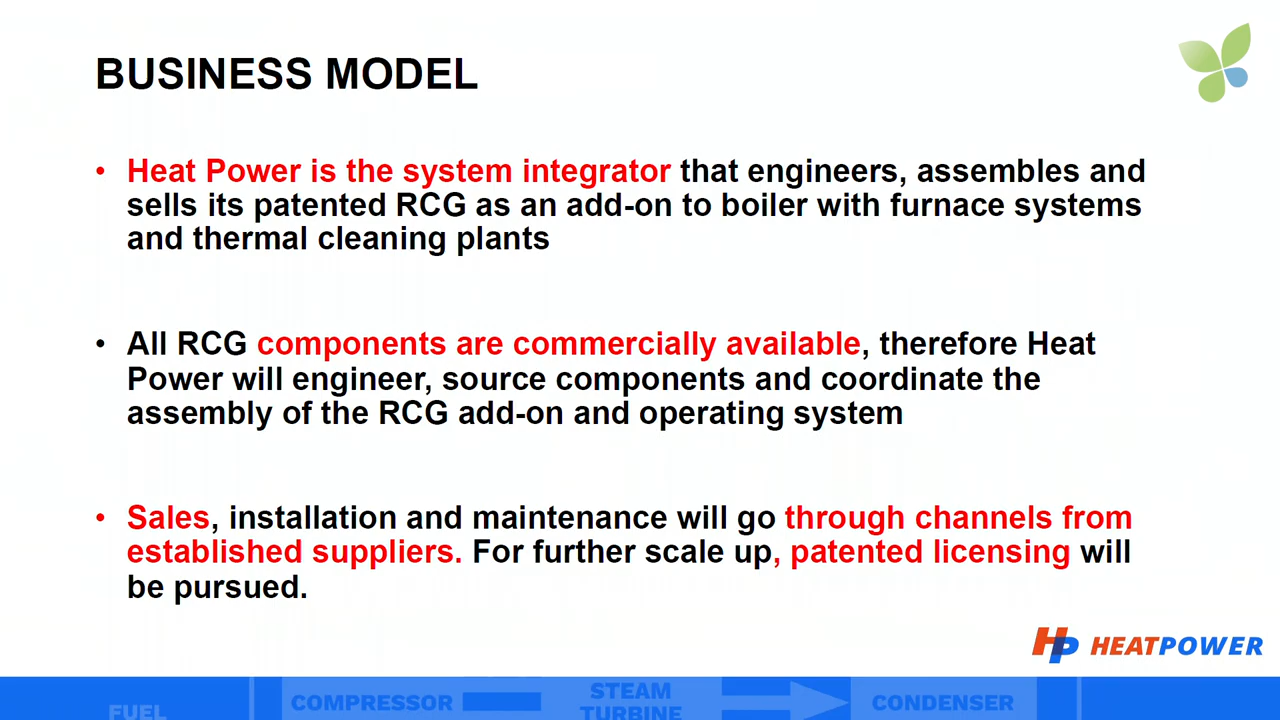 BUSINESS MODEL
• Heat Power is the system integrator that engineers, assembles and
sells its patented RCG as an add-on to boiler with furnace systems
and thermal cleaning plants
• All RCG components are commercially available, therefore Heat
Power will engineer, source components and coordinate the
assembly of the RCG add-on and operating system
• Sales, installation and maintenance will go through channels from
established suppliers. For further scale up, patented licensing will
be pursued.
HP HEATPOWER
FUEL
COMPRESSOR
STEAM
TURBINE
CONDENSER